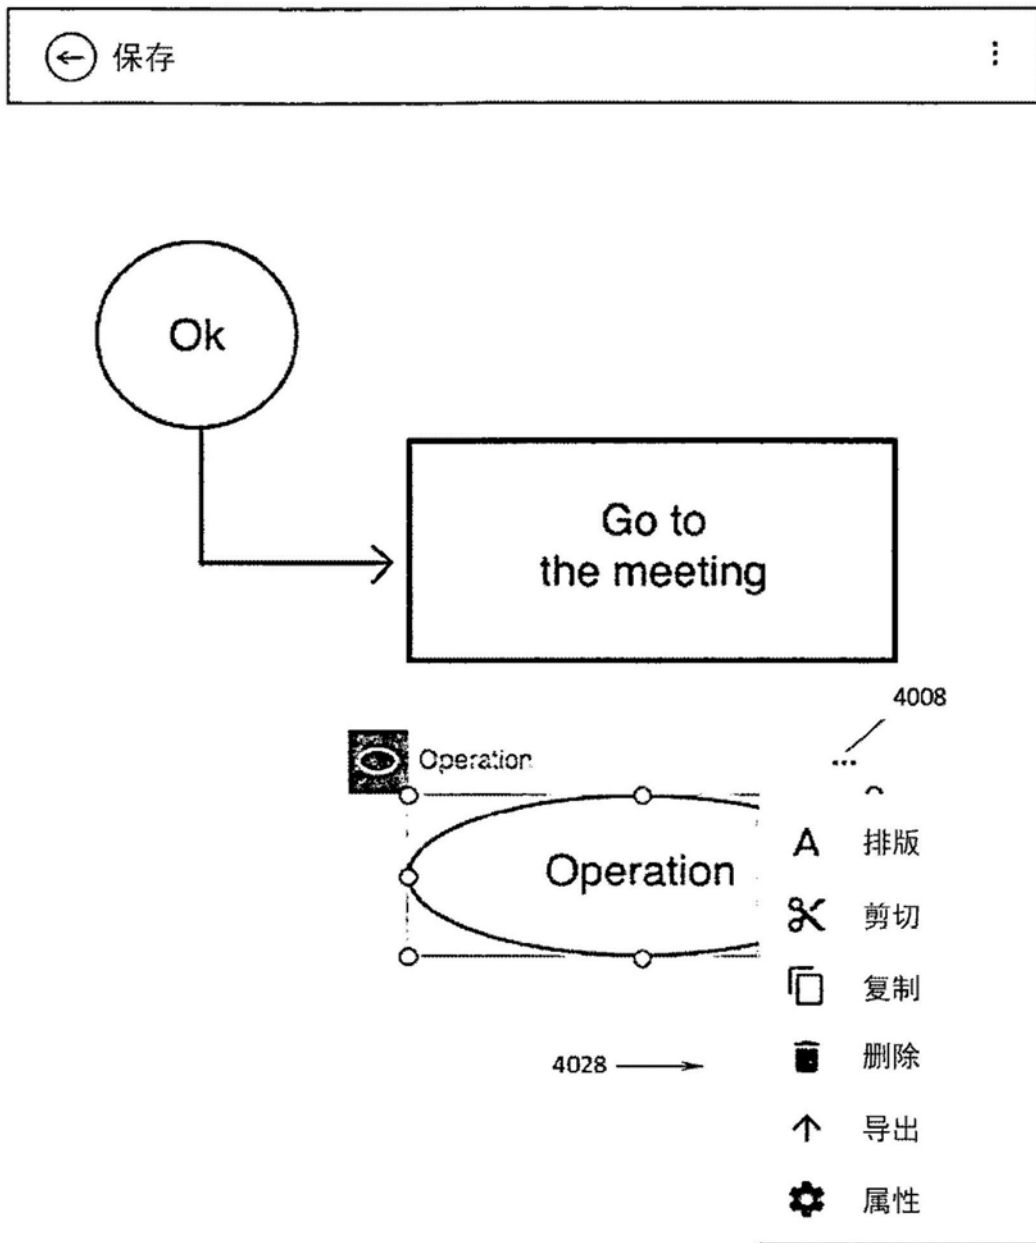 保存
Ok
Go to
the meeting
4008
Operation
Operation
排版
剪切
复制
4028
删除
导出
属性